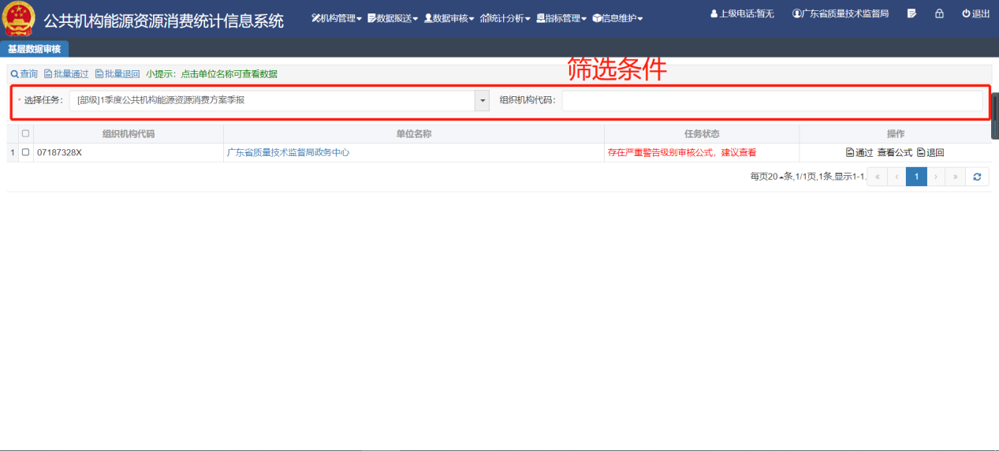 公共机构能源资源消费统计信息系统 机构管理 数据报送 数据审核 统计分析 指标管理 信息维护 上级电话:暂无 广东省质量技术监督局 退出
基层数据审核
查询 批量通过 批量退回 小提示：点击单位名称可查看数据
筛选条件
* 选择任务： [部级]1季度公共机构能源资源消费方案季报 组织机构代码：
组织机构代码 单位名称 任务状态 操作
1 07187328X 广东省质量技术监督局政务中心 存在严重警告级别审核公式，建议查看 通过 查看公式 退回
每页20条,1/1页,1条,显示1-1. « ‹ 1 › »